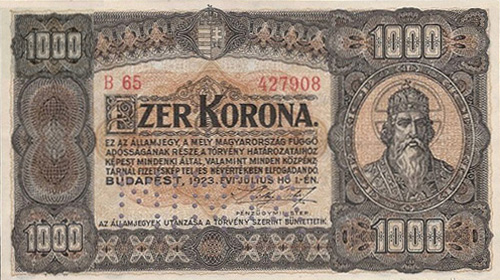 1000 1000
B 65 427908
EZER KORONA.
EZ AZ ÁLLAMJEGY, A MELY MAGYARORSZÁG FÜGGŐ
ADÓSSÁGÁNAK RÉSZE A TÖRVÉNY HATÁROZATAIHOZ
KÉPEST MINDENKI ÁLTAL, VALAMINT MINDEN KÖZPÉNZ-
TÁRNÁL FIZETÉSKÉP TELJES NÉVÉRTÉKBEN ELFOGADANDÓ.
BUDAPEST, 1923. ÉVI JÚLIUS HÓ 1-ÉN.
PÉNZÜGYMINISTER.
AZ ÁLLAMJEGYEK UTÁNZÁSA A TÖRVÉNY SZERINT BÜNTETTETIK.
1000 1000